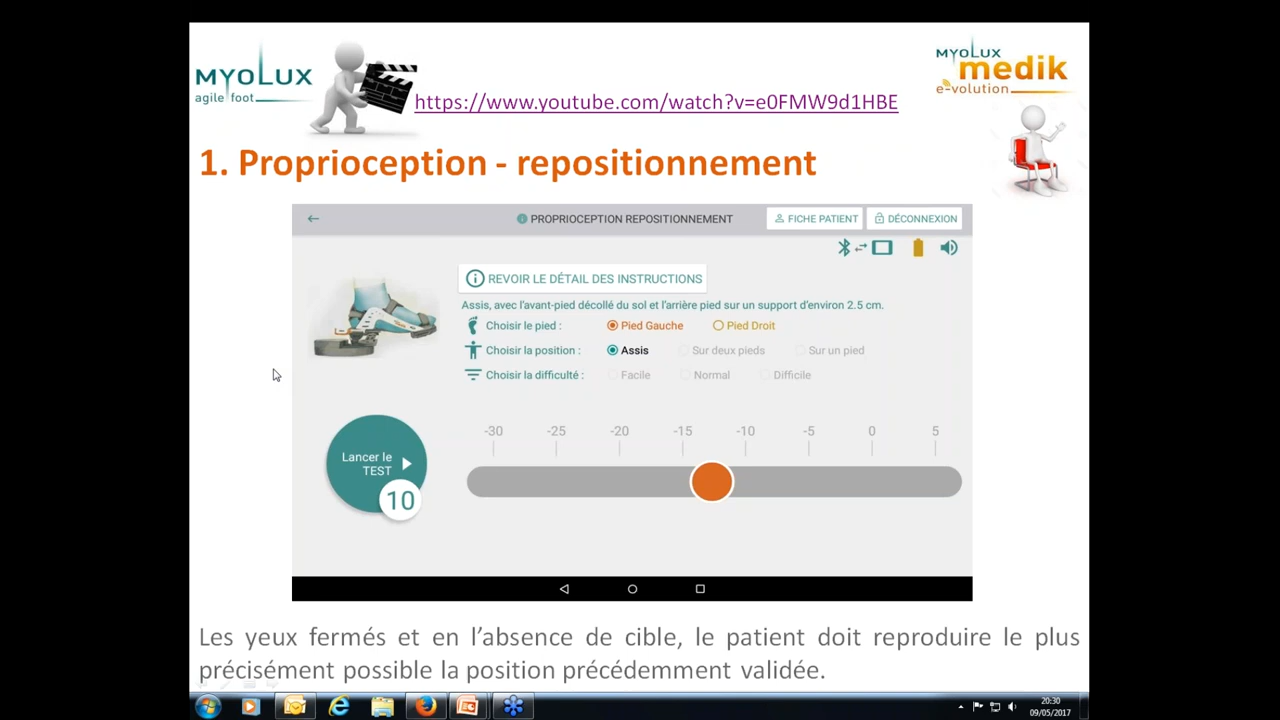 MYOLUX
agile foot
https://www.youtube.com/watch?v=e0FMW9d1HBE
MYOLUX
medik
e-volution
1. Proprioception - repositionnement
PROPRIOCEPTION REPOSITIONNEMENT
FICHE PATIENT
DÉCONNEXION
REVOIR LE DÉTAIL DES INSTRUCTIONS
Assis, avec l'avant-pied décollé du sol et l'arrière pied sur un support d'environ 2.5 cm.
Choisir le pied : Pied Gauche Pied Droit
Choisir la position : Assis Sur deux pieds Sur un pied
Choisir la difficulté : Facile Normal Difficile
-30 -25 -20 -15 -10 -5 0 5
Lancer le
TEST
10
Les yeux fermés et en l'absence de cible, le patient doit reproduire le plus
précisément possible la position précédemment validée.
20:30
09/05/2017